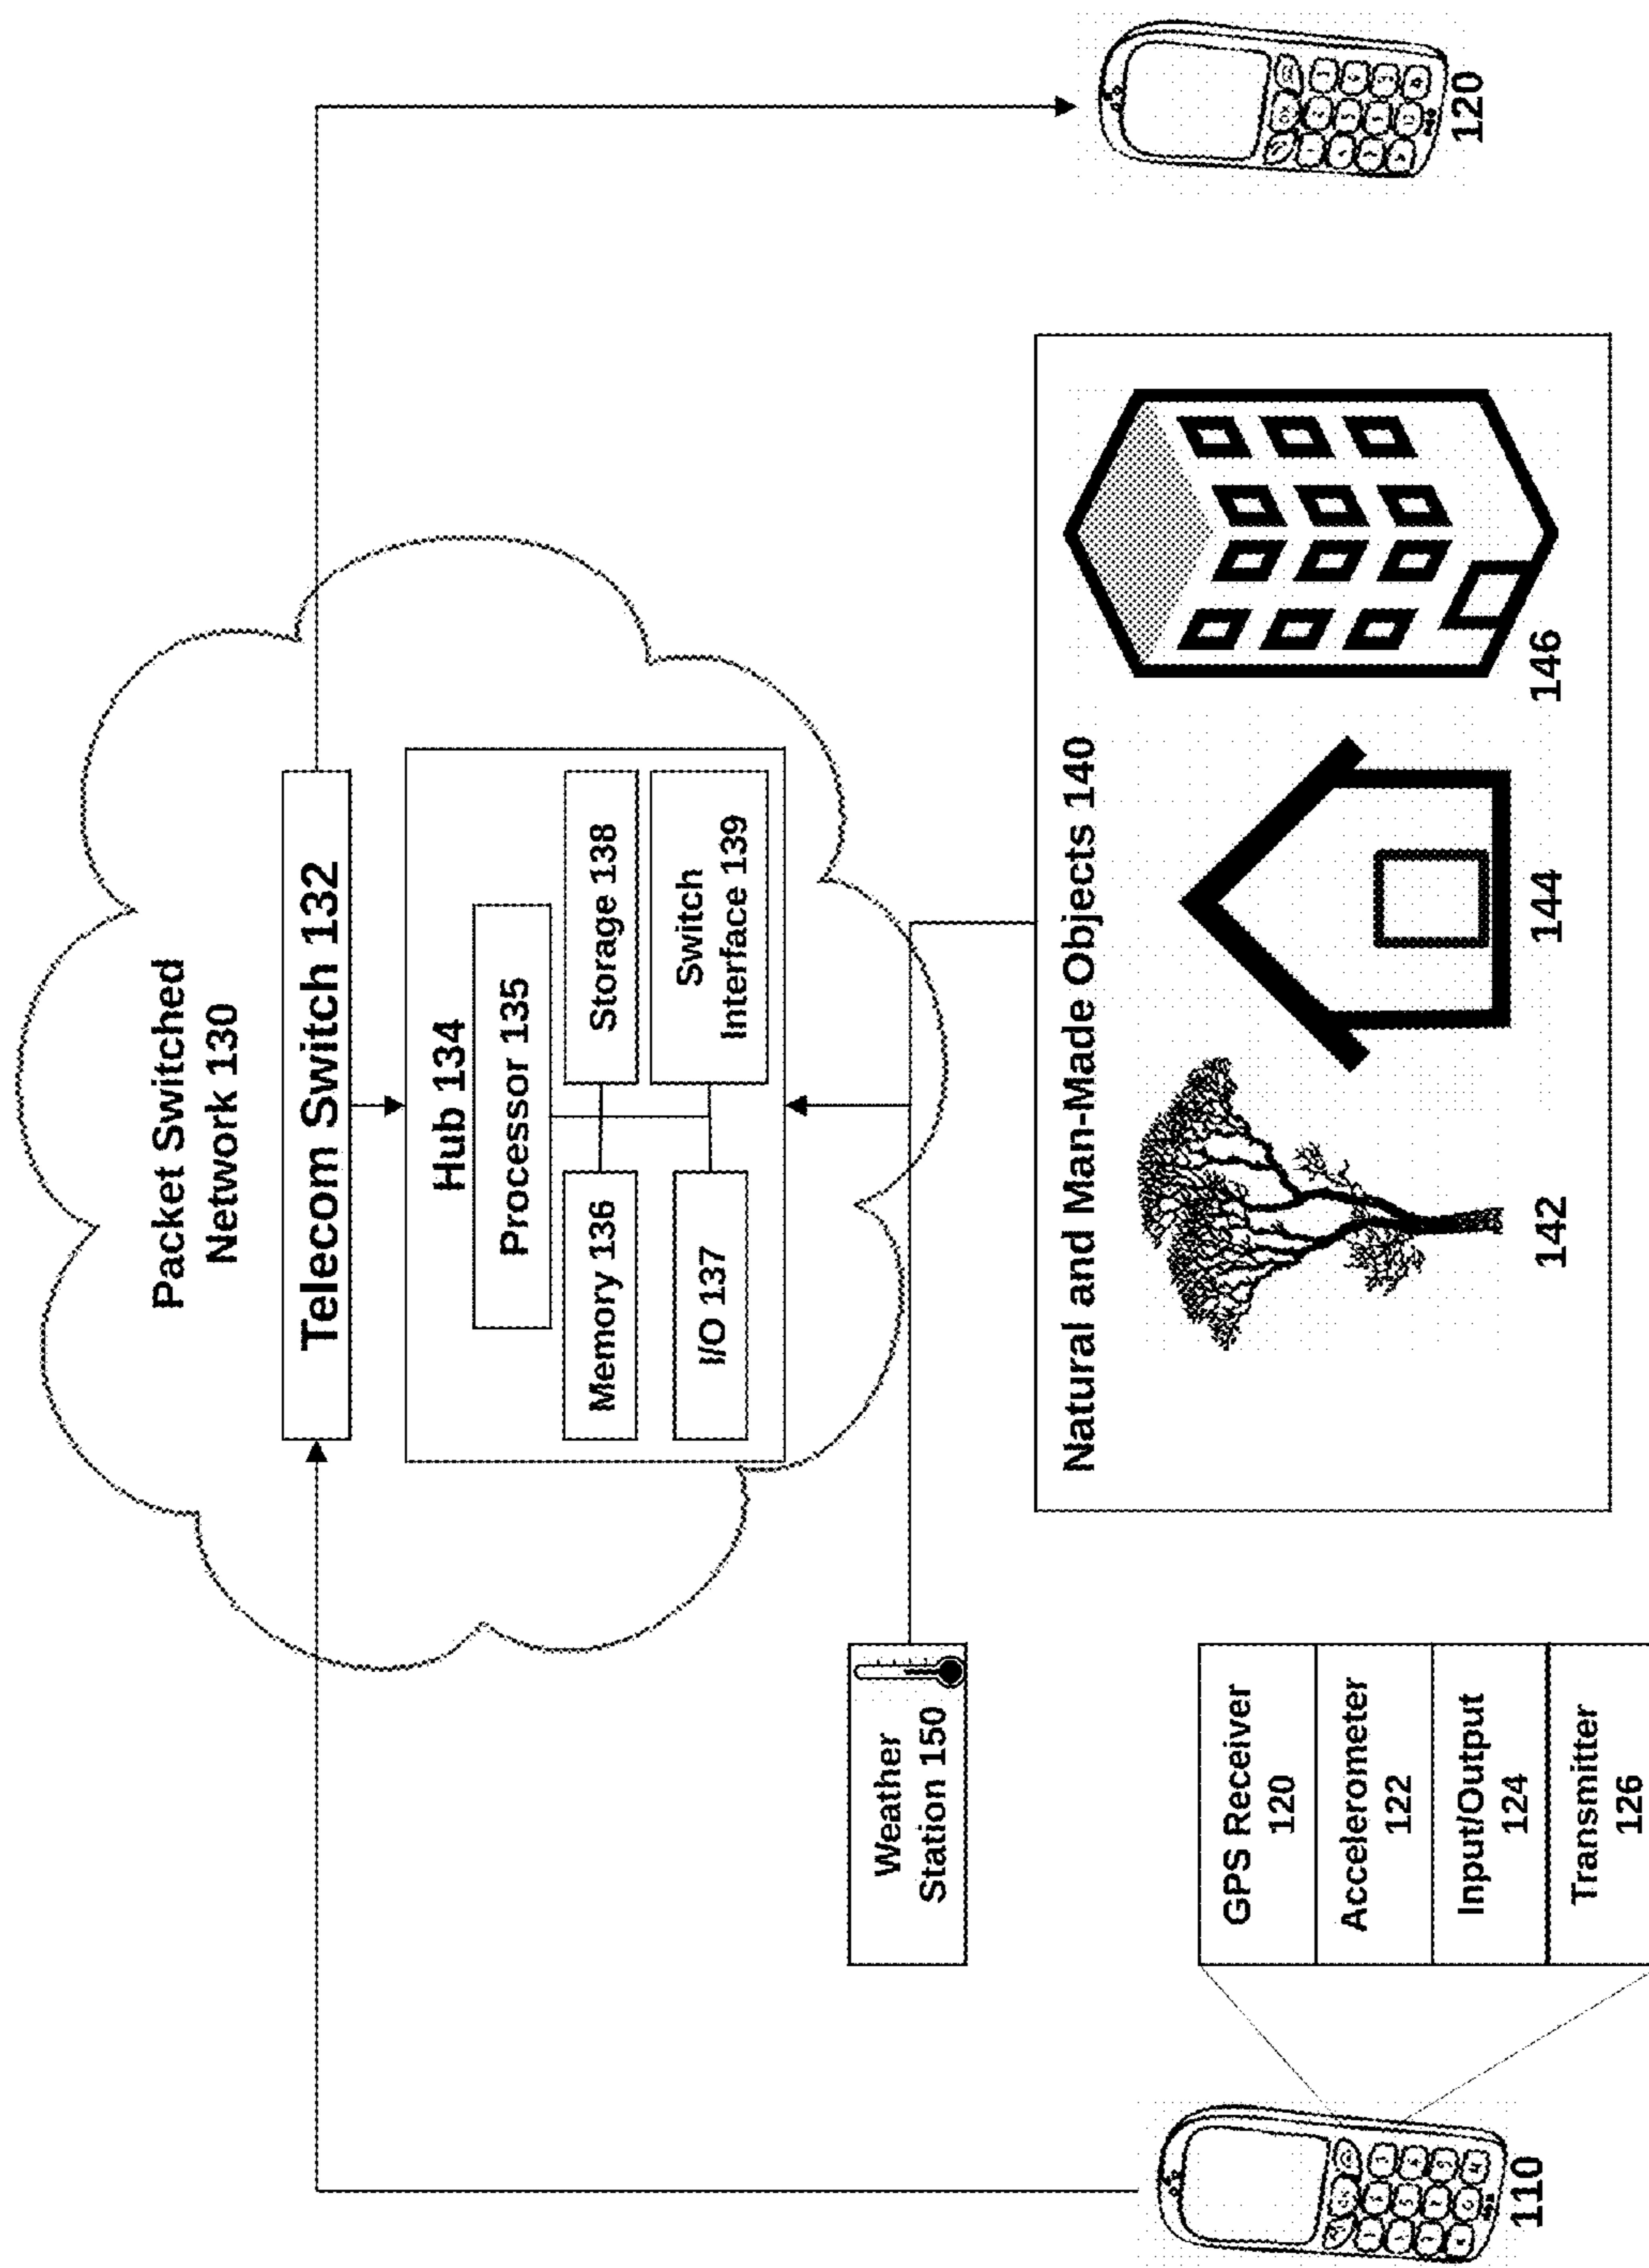 Packet Switched
Network 130
Telecom Switch 132
Hub 134
Processor 135
Memory 136
Storage 138
I/O 137
Switch
Interface 139
Weather
Station 150
Natural and Man-Made Objects 140
142
144
146
GPS Receiver
120
Accelerometer
122
Input/Output
124
Transmitter
126
110
120